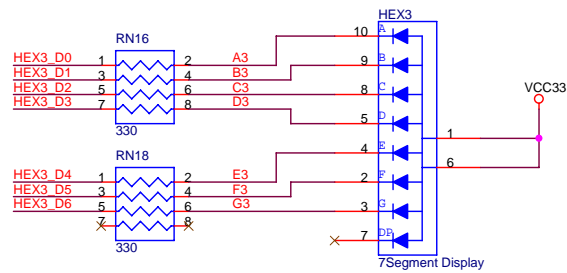 HEX3
RN16
10 A
HEX3_D0 1 2 A3
HEX3_D1 3 4 B3 9 B
HEX3_D2 5 6 C3 8 C
HEX3_D3 7 8 D3
VCC33
330 5 D
1
RN18 4 E
6
HEX3_D4 1 2 E3
HEX3_D5 3 4 F3 2 F
HEX3_D6 5 6 G3 3 G
7 8
7 DP
330
7Segment Display